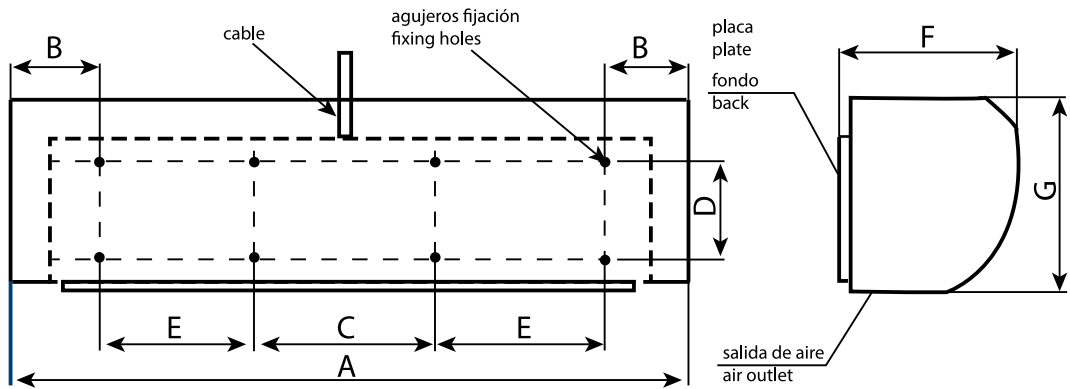 agujeros fijación
fixing holes
cable
placa
plate
fondo
back
B
B
F
D
G
E
C
E
A
salida de aire
air outlet